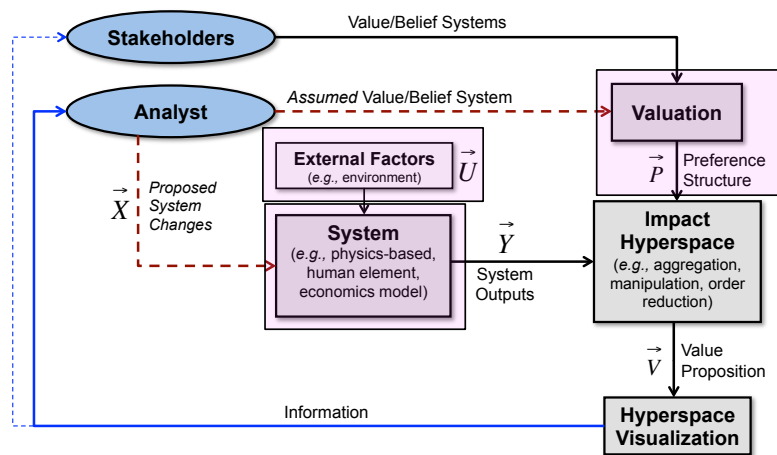 Value/Belief Systems
Stakeholders
Analyst
Assumed Value/Belief System
Valuation
External Factors
(e.g., environment)
U
P
Preference
Structure
X
Proposed
System
Changes
System
(e.g., physics-based,
human element,
economics model)
Y
System
Outputs
Impact
Hyperspace
(e.g., aggregation,
manipulation, order
reduction)
V
Value
Proposition
Information
Hyperspace
Visualization